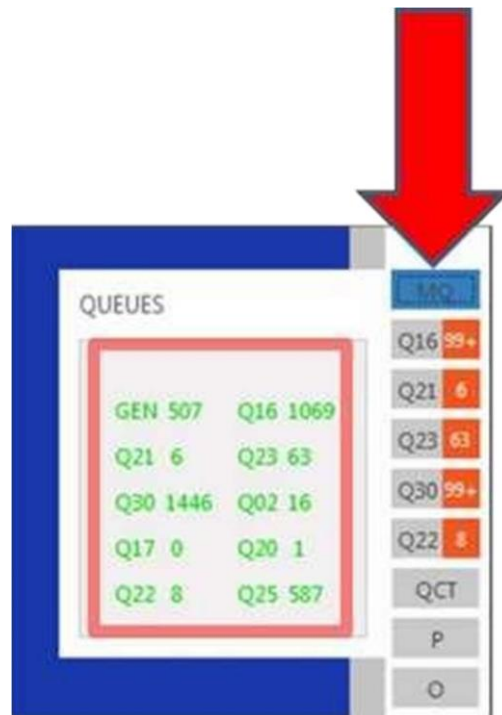 QUEUES
GEN 507 Q16 1069
Q21 6 Q23 63
Q30 1446 Q02 16
Q17 0 Q20 1
Q22 8 Q25 587
MQ
Q16 99+
Q21 6
Q23 63
Q30 99+
Q22 8
QCT
P
O